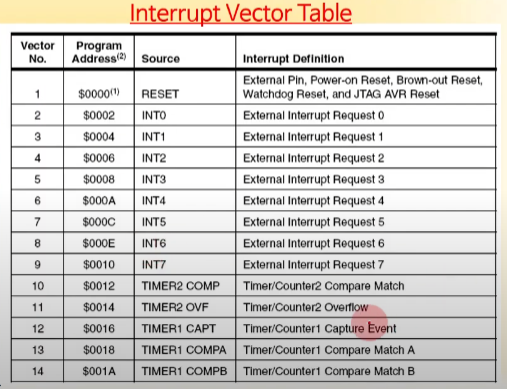 Interrupt Vector Table
Vector No. Program Address(2) Source Interrupt Definition
1 $0000(1) RESET External Pin, Power-on Reset, Brown-out Reset, Watchdog Reset, and JTAG AVR Reset
2 $0002 INT0 External Interrupt Request 0
3 $0004 INT1 External Interrupt Request 1
4 $0006 INT2 External Interrupt Request 2
5 $0008 INT3 External Interrupt Request 3
6 $000A INT4 External Interrupt Request 4
7 $000C INT5 External Interrupt Request 5
8 $000E INT6 External Interrupt Request 6
9 $0010 INT7 External Interrupt Request 7
10 $0012 TIMER2 COMP Timer/Counter2 Compare Match
11 $0014 TIMER2 OVF Timer/Counter2 Overflow
12 $0016 TIMER1 CAPT Timer/Counter1 Capture Event
13 $0018 TIMER1 COMPA Timer/Counter1 Compare Match A
14 $001A TIMER1 COMPB Timer/Counter1 Compare Match B